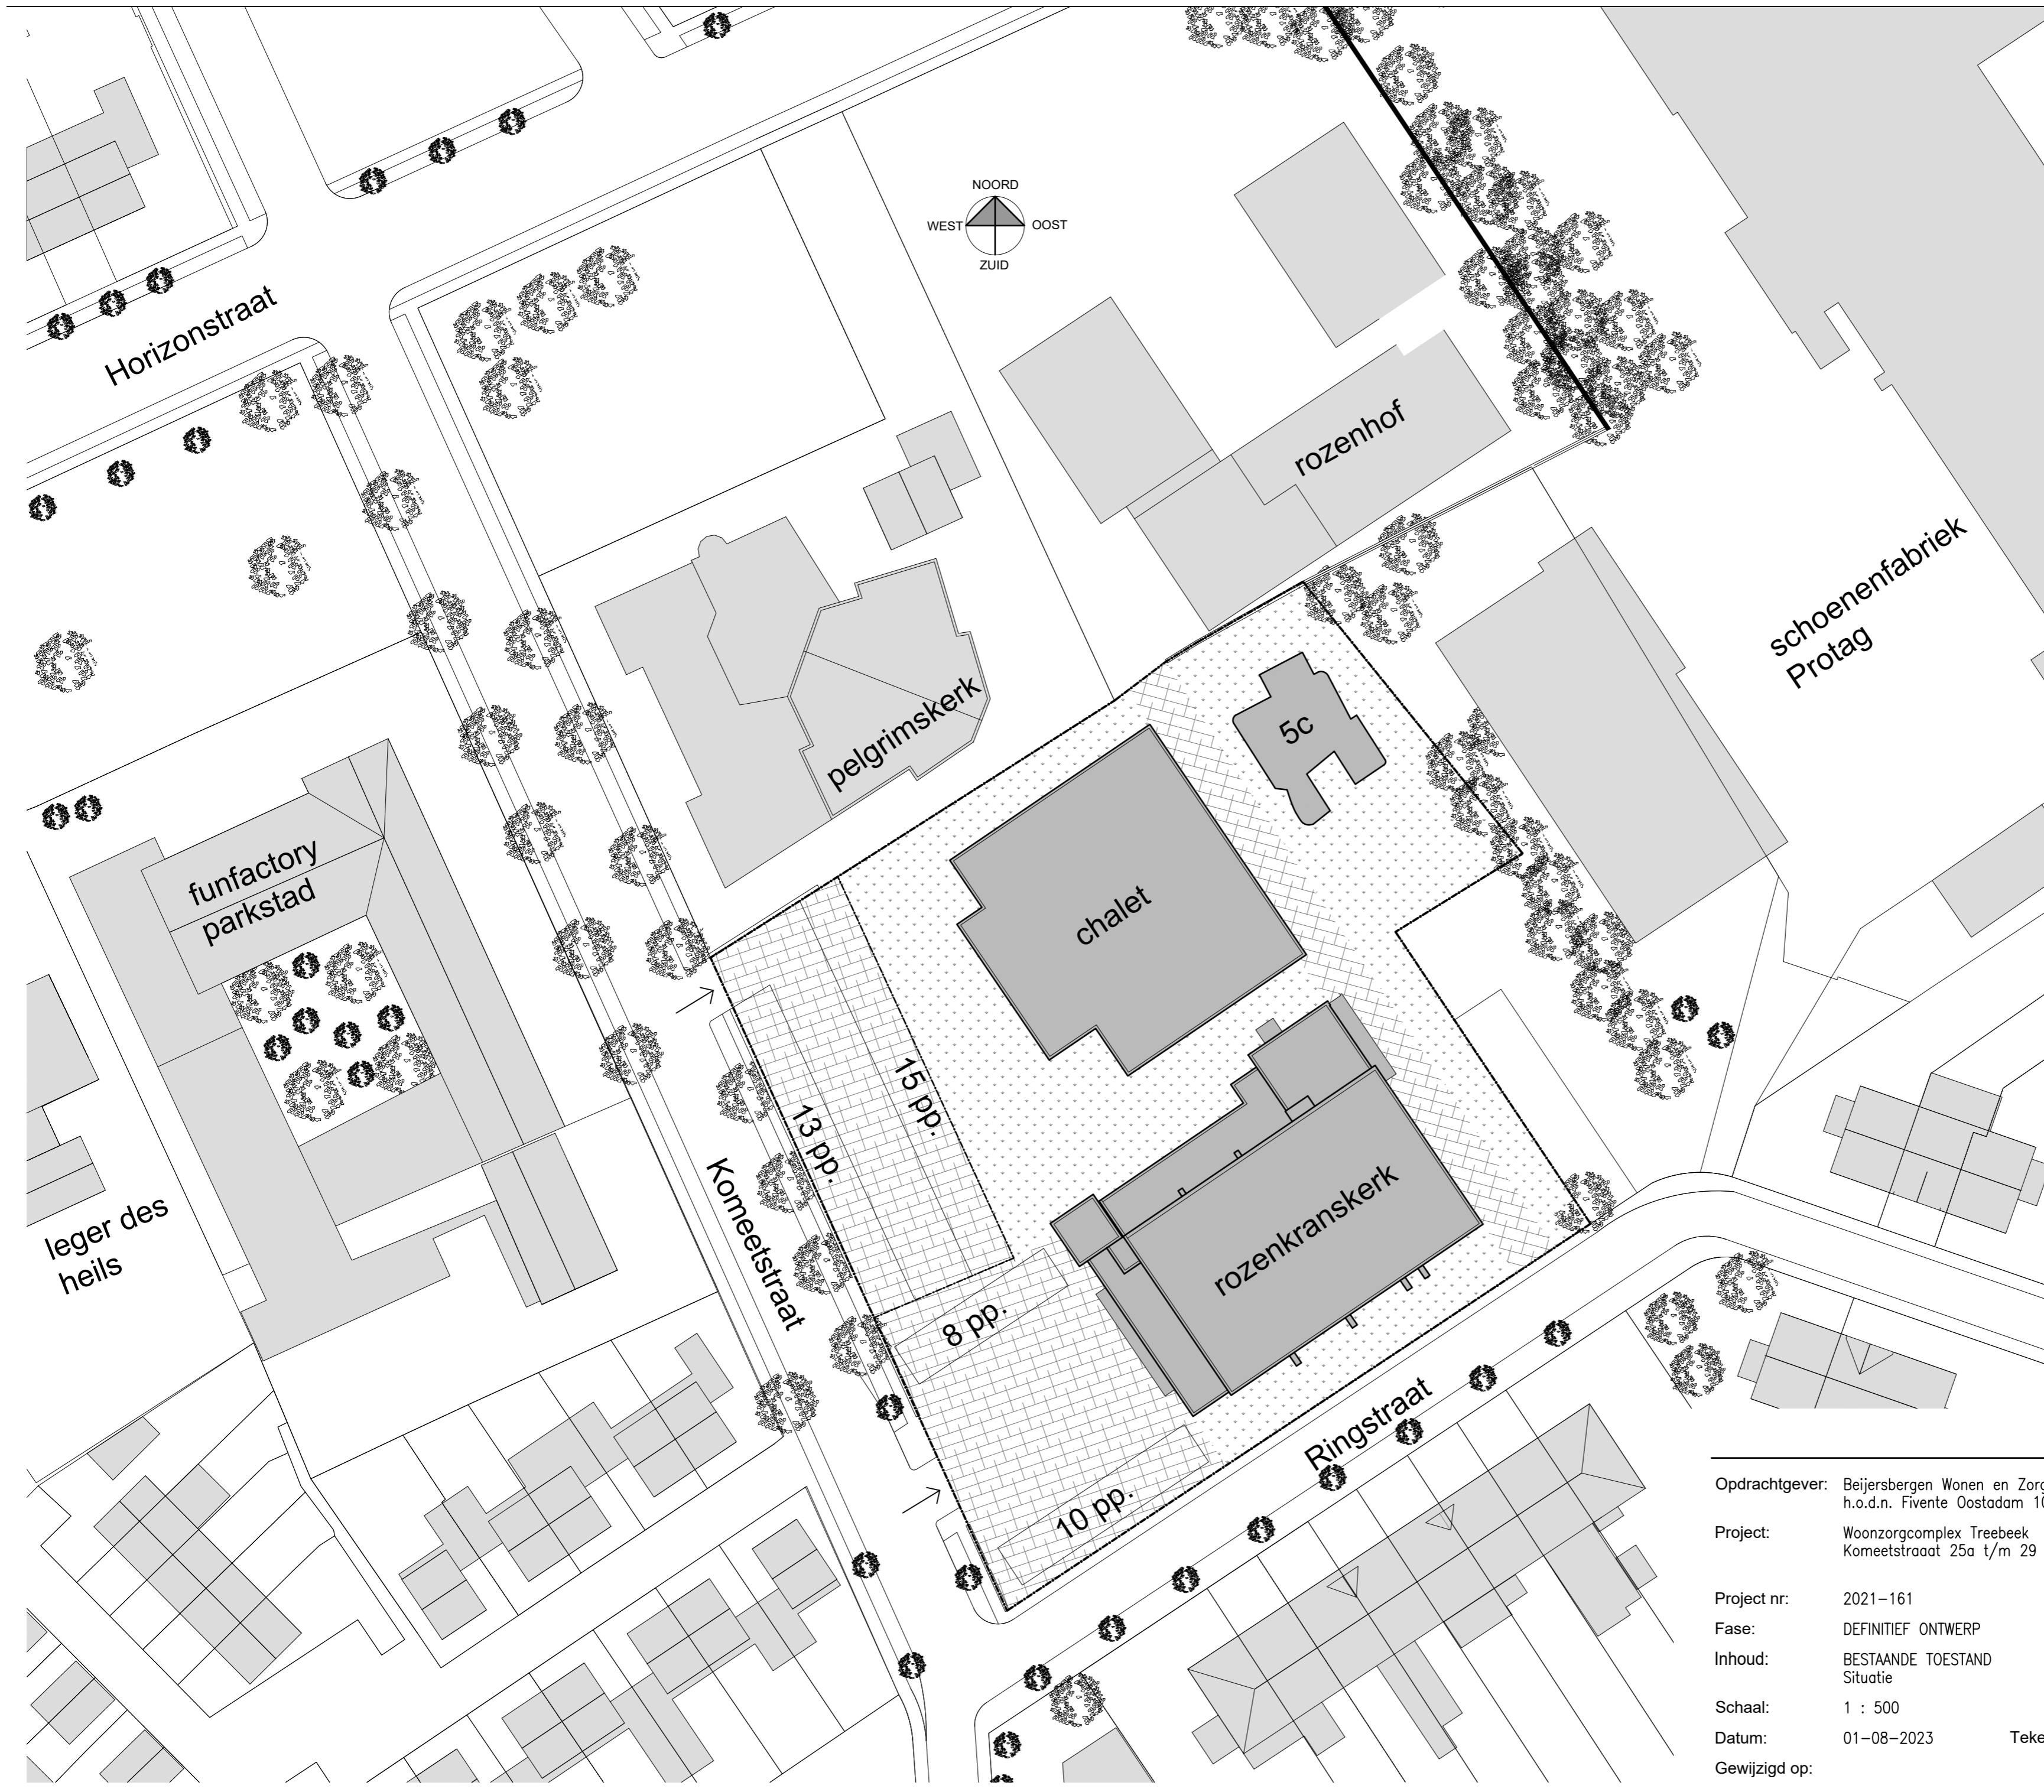 NOORD
WEST
OOST
ZUID
Horizonstraat
rozenhof
schoenenfabriek
Protag
pelgrimskerk
5c
funfactory
parkstad
chalet
15 pp.
13 pp.
Komeetstraat
leger des
heils
rozenkranskerk
8 pp.
Ringstraat
10 pp.
Opdrachtgever: Beijersbergen Wonen en Zorg
h.o.d.n. Fivente Oostadam
Project: Woonzorgcomplex Treebeek
Komeetstraaat 25a t/m 29
Project nr: 2021-161
Fase: DEFINITIEF ONTWERP
Inhoud: BESTAANDE TOESTAND
Situatie
Schaal: 1 : 500
Datum: 01-08-2023 Teke
Gewijzigd op: